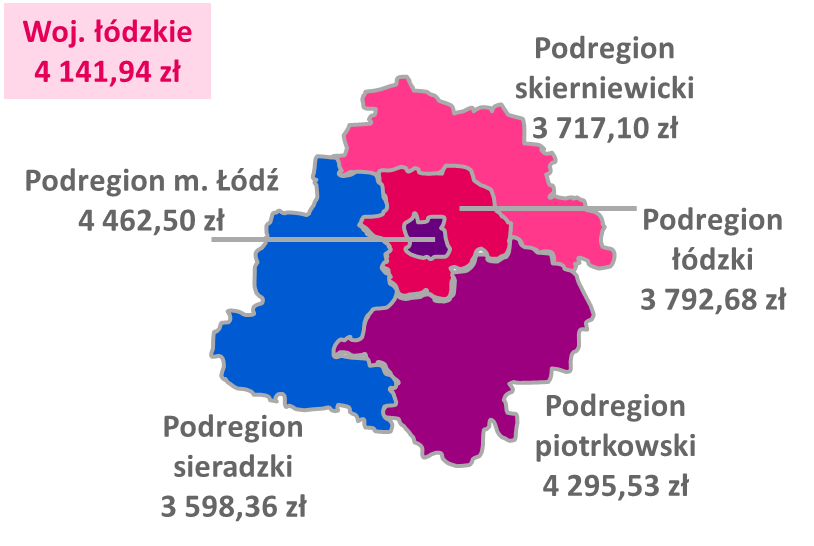 Woj. łódzkie
4 141,94 zł
Podregion
skierniewicki
3 717,10 zł
Podregion m. Łódź
4 462,50 zł
Podregion
łódzki
3 792,68 zł
Podregion
piotrkowski
4 295,53 zł
Podregion
sieradzki
3 598,36 zł